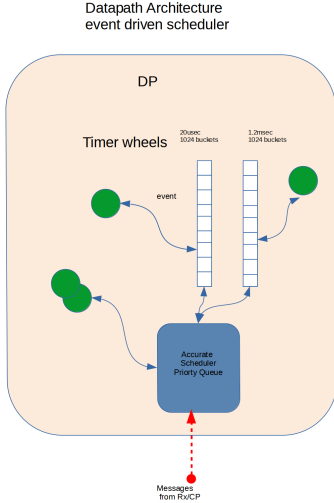 Datapath Architecture
event driven scheduler
DP
20usec
1024 buckets
1.2msec
1024 buckets
Timer wheels
event
Accurate
Scheduler
Priorty Queue
Messages
from Rx/CP